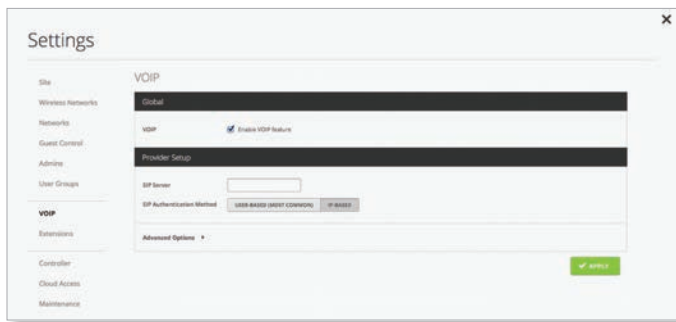 Settings
Site
Wireless Networks
Networks
Guest Control
Admins
User Groups
VOIP
Extensions
Controller
Cloud Access
Maintenance
VOIP
Global
VOIP Enable VOIP feature
Provider Setup
SIP Server
SIP Authentication Method USER-BASED (MOST COMMON) IP-BASED
Advanced Options
APPLY